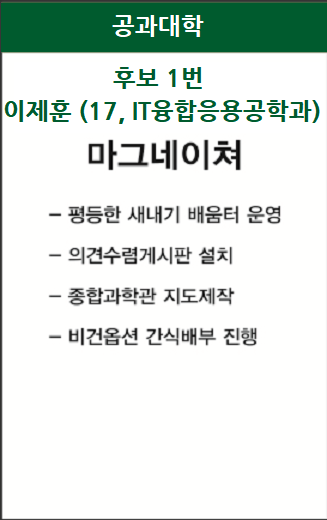 공과대학
후보 1번
이제훈 (17, IT융합응용공학과)
마그네이쳐
– 평등한 새내기 배움터 운영
– 의견수렴게시판 설치
– 종합과학관 지도제작
– 비건옵션 간식배부 진행